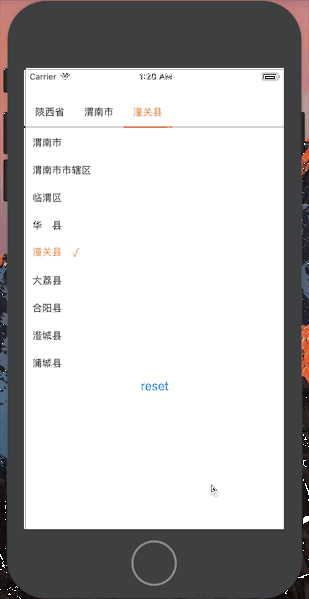 Carrier 1:28 AM
陕西省 渭南市 潼关县
渭南市
渭南市市辖区
临渭区
华　县
潼关县 ✓
大荔县
合阳县
澄城县
蒲城县
reset